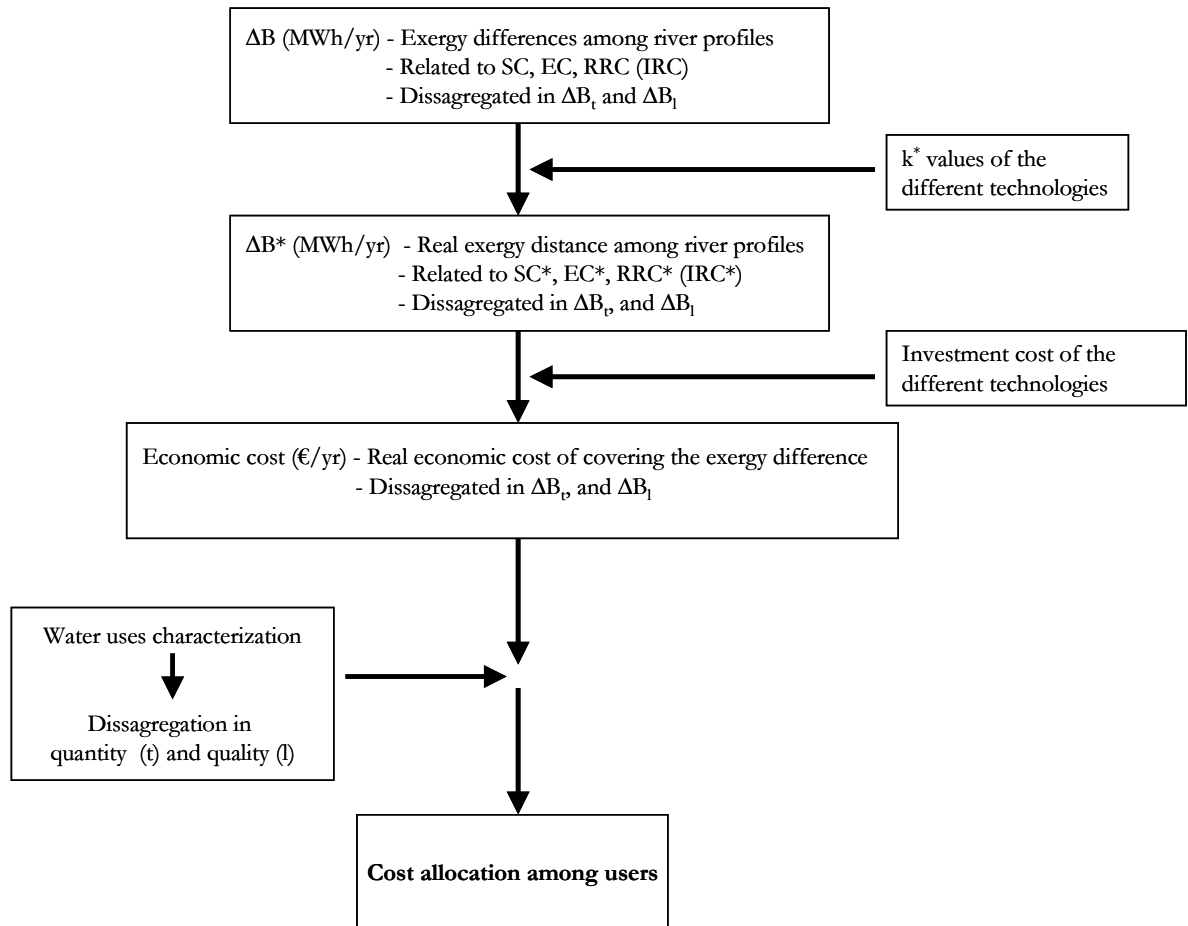 ΔB (MWh/yr) - Exergy differences among river profiles
- Related to SC, EC, RRC (IRC)
- Dissagregated in ΔBt and ΔBl
k* values of the
different technologies
ΔB* (MWh/yr) - Real exergy distance among river profiles
- Related to SC*, EC*, RRC* (IRC*)
- Dissagregated in ΔBt, and ΔBl
Investment cost of the
different technologies
Economic cost (€/yr) - Real economic cost of covering the exergy difference
- Dissagregated in ΔBt, and ΔBl
Water uses characterization
Dissagregation in
quantity (t) and quality (l)
Cost allocation among users